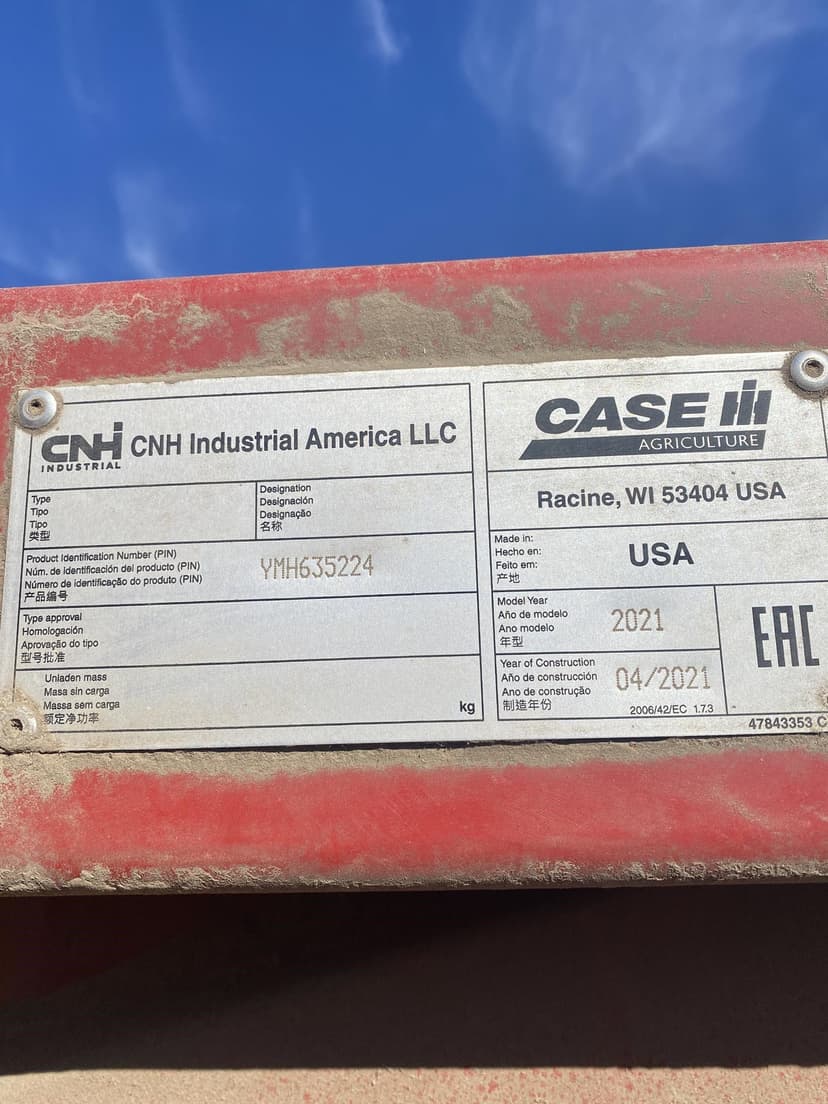 CNH INDUSTRIAL
CNH Industrial America LLC
Type
Tipo
Tipo
类型
Designation
Designación
Designação
名称
Product Identification Number (PIN)
Núm. de identificación del producto (PIN)
Número de identificação do produto (PIN)
产品编号
YMH635224
Type approval
Homologación
Aprovação do tipo
型号批准
Uniaden mass
Masa sin carga
Massa sem carga
额定净功率
kg
CASE IH
AGRICULTURE
Racine, WI 53404 USA
Made in:
Hecho en:
Feito em:
产地
USA
Model Year
Año de modelo
Ano modelo
年型
2021
Year of Construction
Año de construcción
Ano de construção
制造年份
04/2021
2006/42/EC 1.7.3
EAC
47843353 C